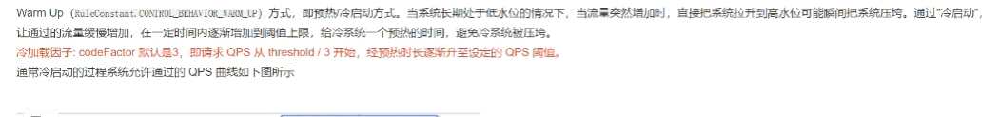 Warm Up（RuleConstant.CONTROL_BEHAVIOR_WARM_UP）方式，即预热/冷启动方式。当系统长期处于低水位的情况下，当流量突然增加时，直接把系统拉升到高水位可能瞬间把系统压垮。通过"冷启动"，
让通过的流量缓慢增加，在一定时间内逐渐增加到阈值上限，给冷系统一个预热的时间，避免冷系统被压垮。
冷加载因子: codeFactor 默认是3，即请求 QPS 从 threshold / 3 开始，经预热时长逐渐升至设定的 QPS 阈值。
通常冷启动的过程系统允许通过的 QPS 曲线如下图所示